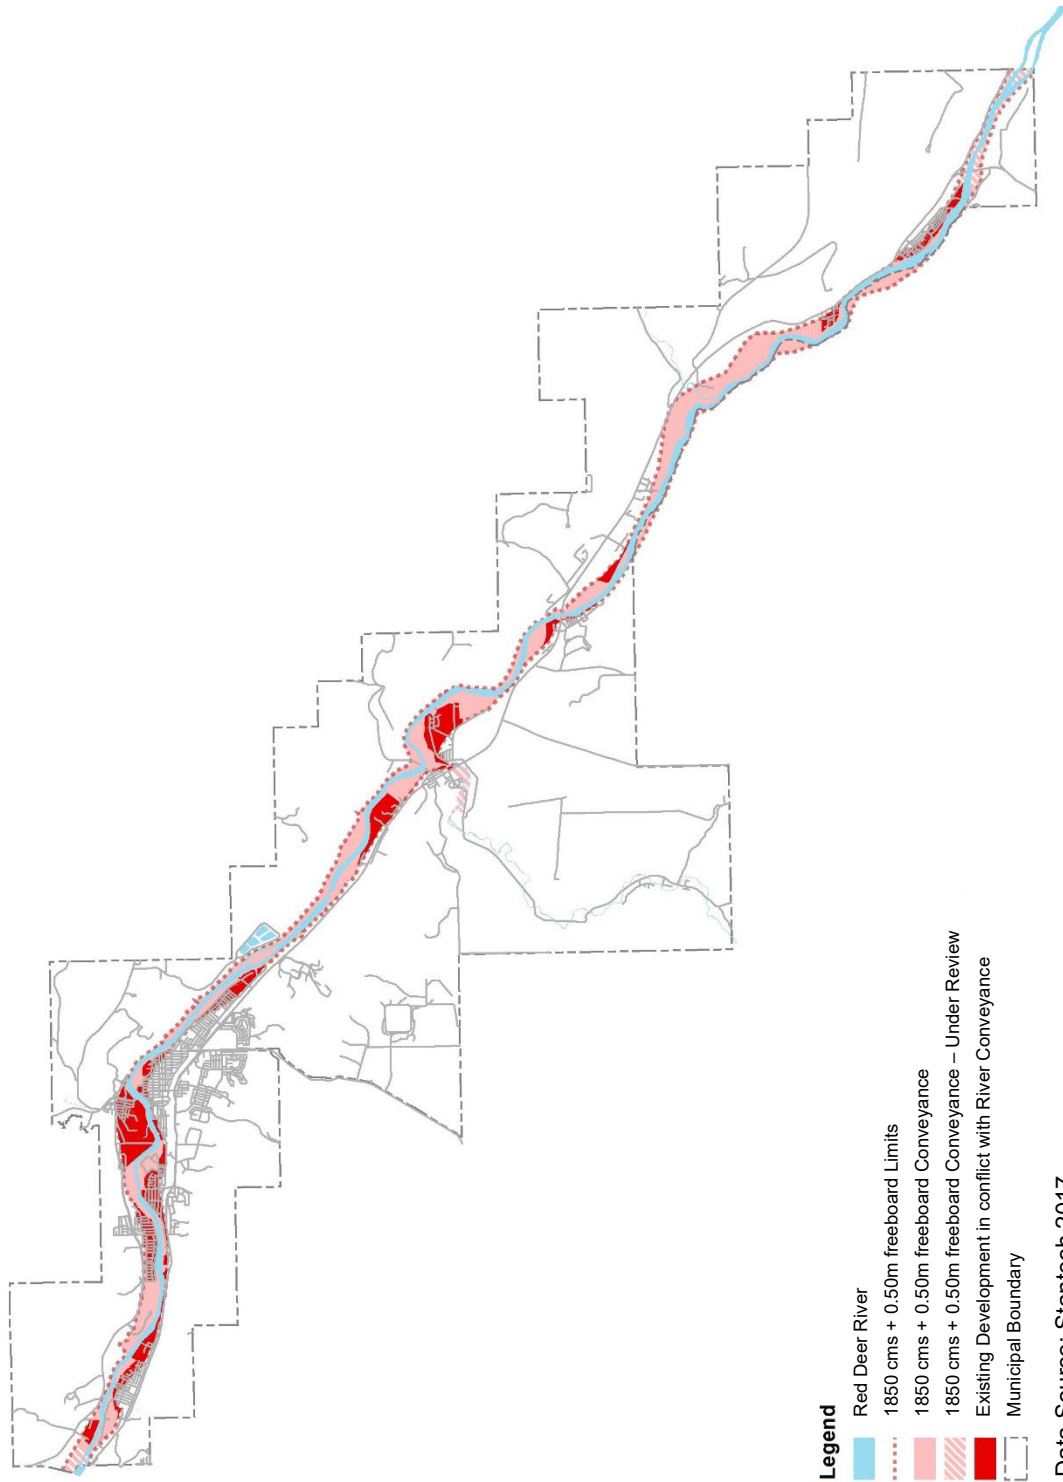 Legend
Red Deer River
1850 cms + 0.50m freeboard Limits
1850 cms + 0.50m freeboard Conveyance
1850 cms + 0.50m freeboard Conveyance – Under Review
Existing Development in conflict with River Conveyance
Municipal Boundary
Data Source: Stantech 2017